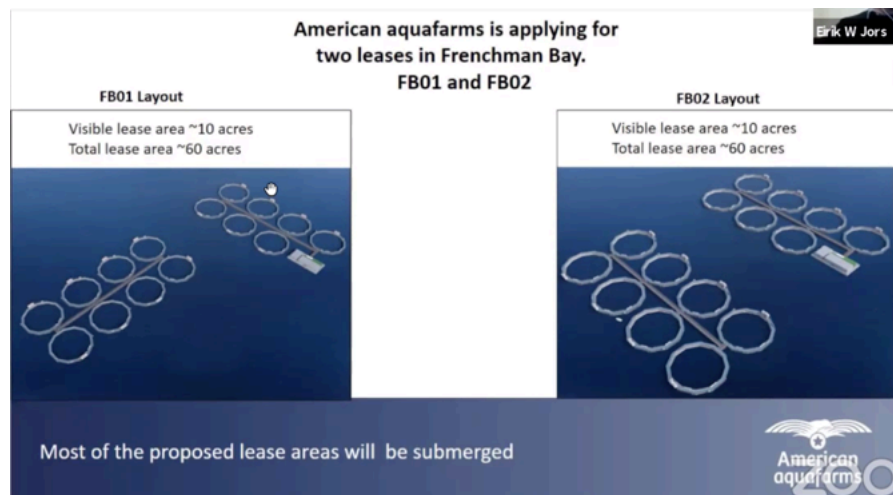 American aquafarms is applying for
two leases in Frenchman Bay.
FB01 and FB02
Eirik W Jors
FB01 Layout
Visible lease area ~10 acres
Total lease area ~60 acres
FB02 Layout
Visible lease area ~10 acres
Total lease area ~60 acres
Most of the proposed lease areas will be submerged
American
aquafarms